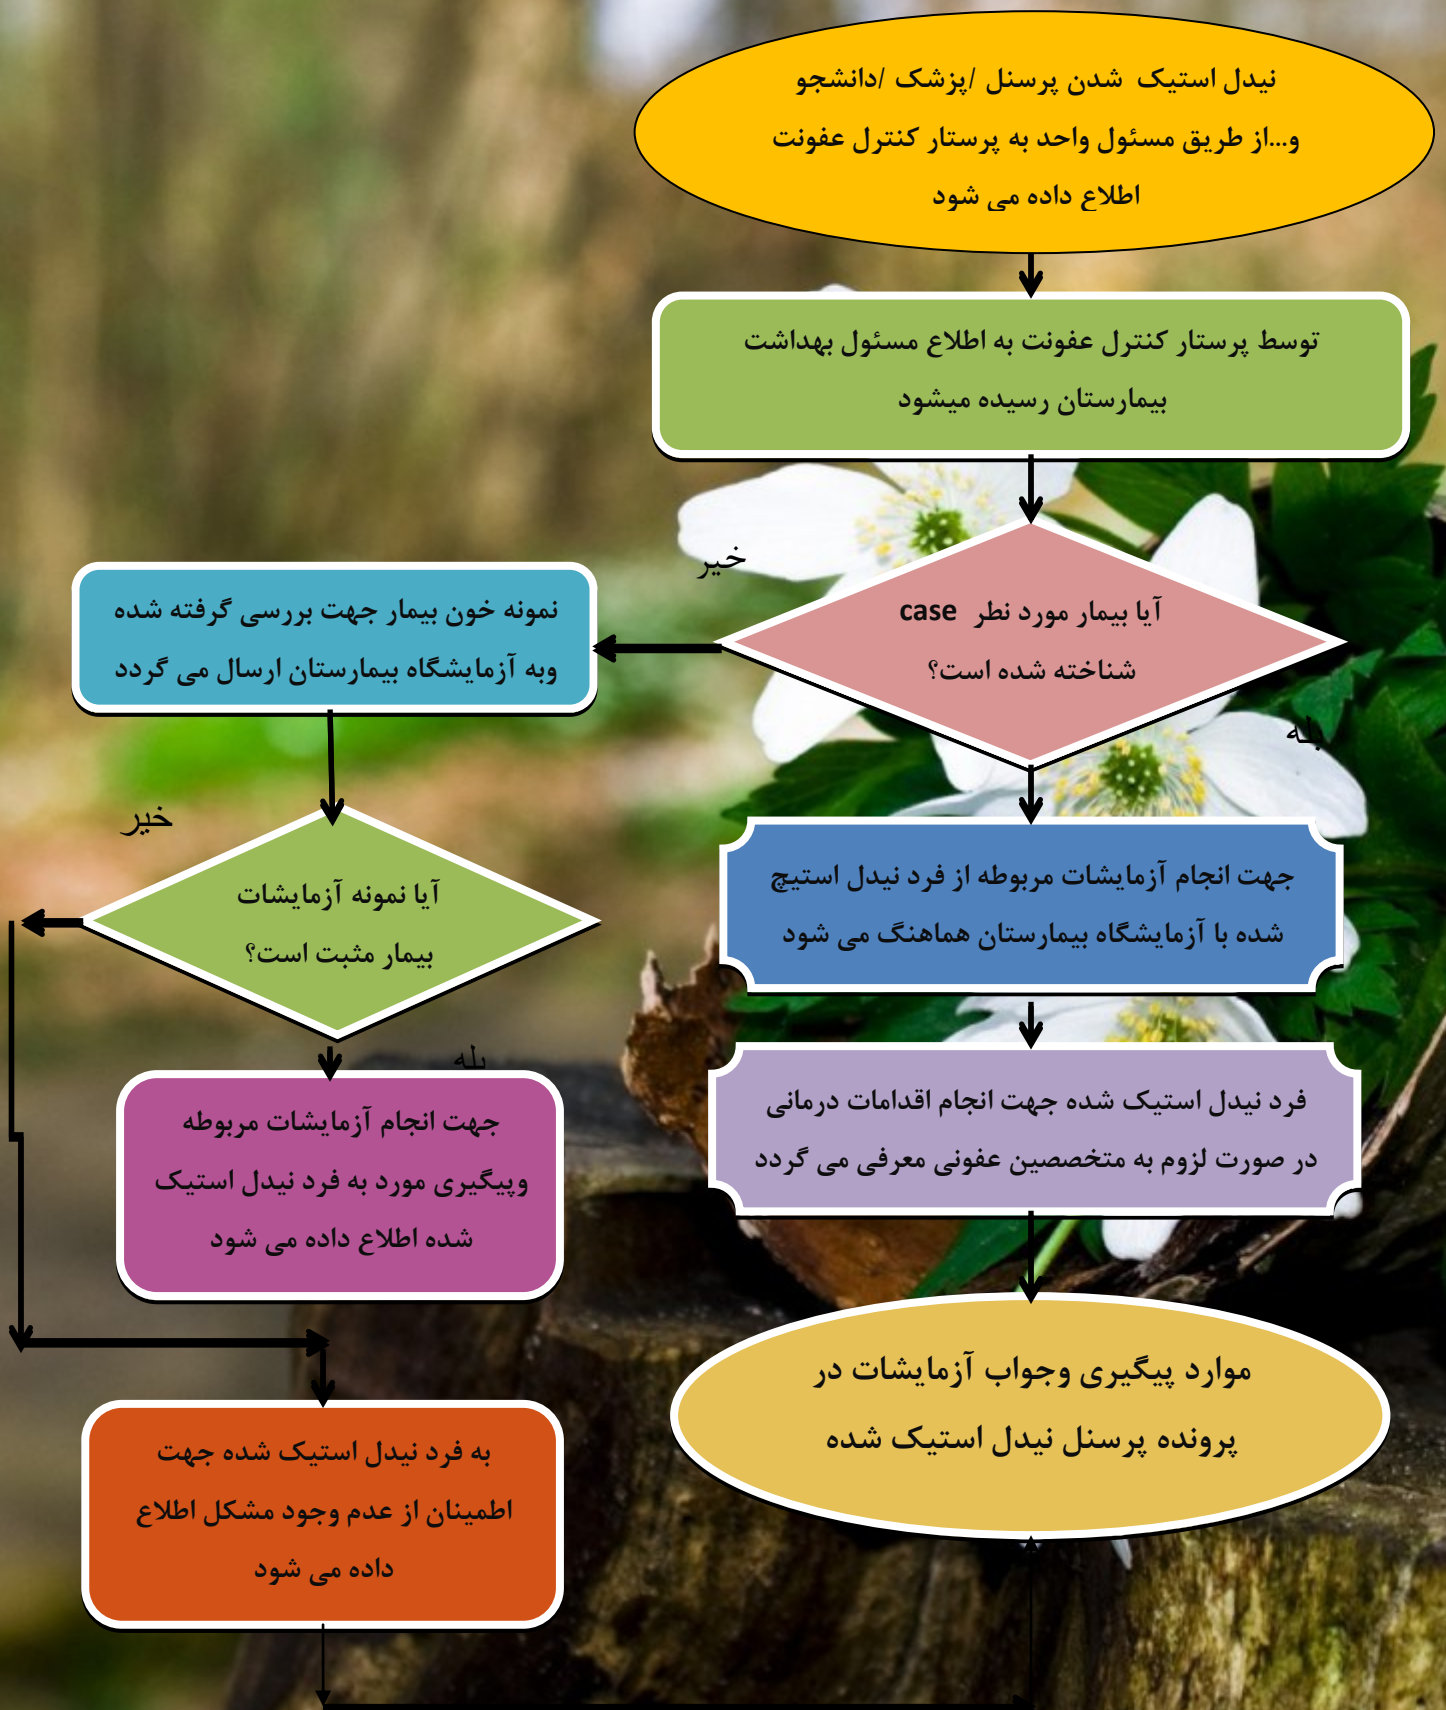 نیدل استیک شدن پرسنل /پزشک /دانشجو
و...از طریق مسئول واحد به پرستار کنترل عفونت
اطلاع داده می شود
توسط پرستار کنترل عفونت به اطلاع مسئول بهداشت
بیمارستان رسیده میشود
آیا بیمار مورد نطر case
شناخته شده است؟
خیر
نمونه خون بیمار جهت بررسی گرفته شده
وبه آزمایشگاه بیمارستان ارسال می گردد
بله
جهت انجام آزمایشات مربوطه از فرد نیدل استیچ
شده با آزمایشگاه بیمارستان هماهنگ می شود
خیر
آیا نمونه آزمایشات
بیمار مثبت است؟
بله
فرد نیدل استیک شده جهت انجام اقدامات درمانی
در صورت لزوم به متخصصین عفونی معرفی می گردد
جهت انجام آزمایشات مربوطه
وپیگیری مورد به فرد نیدل استیک
شده اطلاع داده می شود
موارد پیگیری وجواب آزمایشات در
پرونده پرسنل نیدل استیک شده
به فرد نیدل استیک شده جهت
اطمینان از عدم وجود مشکل اطلاع
داده می شود